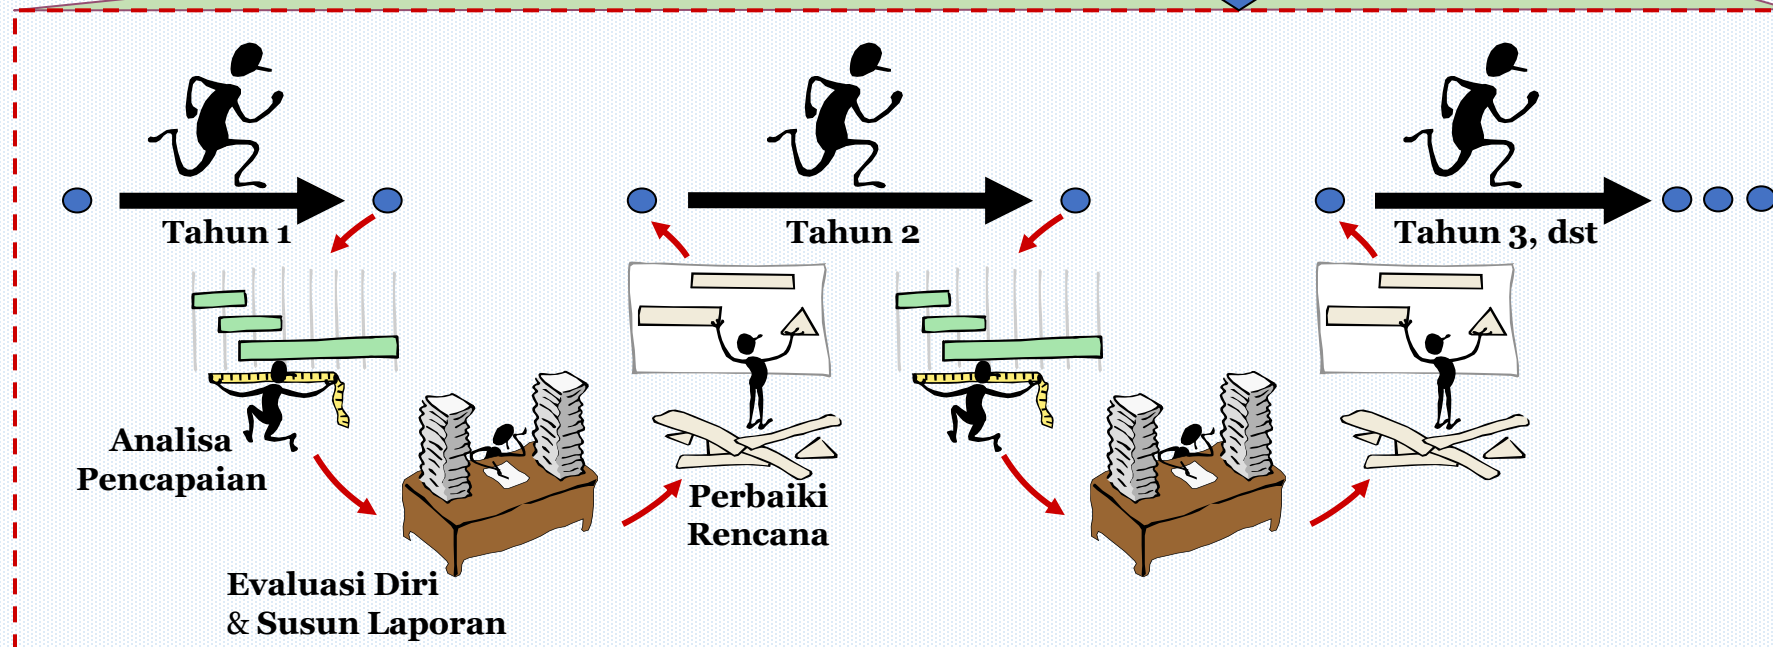 Tahun 1
Tahun 2
Tahun 3, dst
Analisa
Pencapaian
Perbaiki
Rencana
Evaluasi Diri
& Susun Laporan